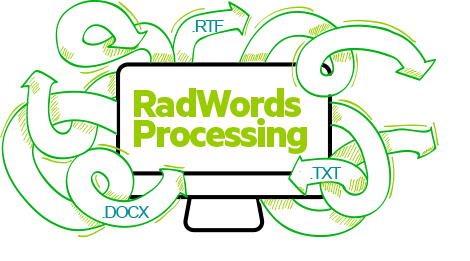 .RTF
RadWords
Processing
.TXT
.DOCX